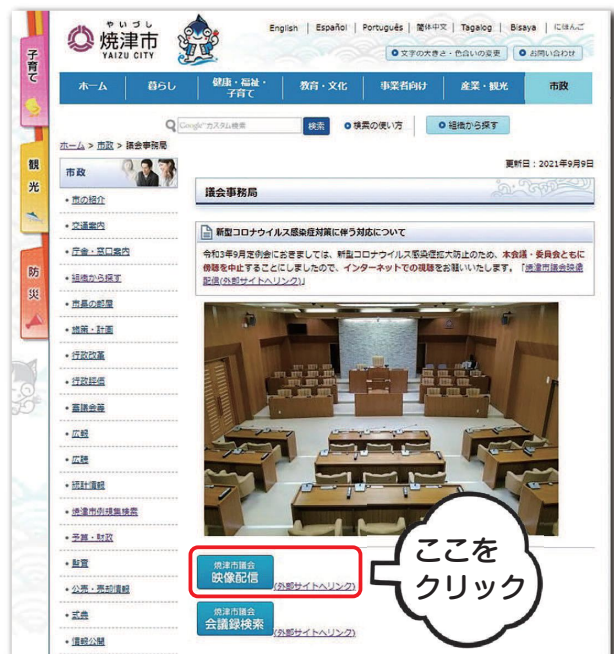 やいづし
焼津市
YAIZU CITY
English | Español | Português | 簡体中文 | Tagalog | Bisaya | にほんご
文字の大きさ・色合いの変更
お問い合わせ
子育て
観光
防災
ホーム
暮らし
健康・福祉・
子育て
教育・文化
事業者向け
産業・観光
市政
Google カスタム検索
検索
検索の使い方
組織から探す
ホーム > 市政 > 議会事務局
更新日：2021年9月9日
市政
・市の紹介
・交通案内
・庁舎・窓口案内
・組織から探す
・市長の部屋
・施策・計画
・行政改革
・行政評価
・審議会等
・広報
・広聴
・統計情報
・焼津市例規集検索
・予算・財政
・監査
・公売・売却情報
・式典
・情報公開
議会事務局
新型コロナウイルス感染症対策に伴う対応について
令和3年9月定例会におきましては、新型コロナウイルス感染症拡大防止のため、本会議・委員会ともに
傍聴を中止することにしましたので、インターネットでの視聴をお願いいたします。「焼津市議会映像
配信(外部サイトへリンク)」
焼津市議会
映像配信
(外部サイトへリンク)
焼津市議会
会議録検索
(外部サイトへリンク)
ここを
クリック